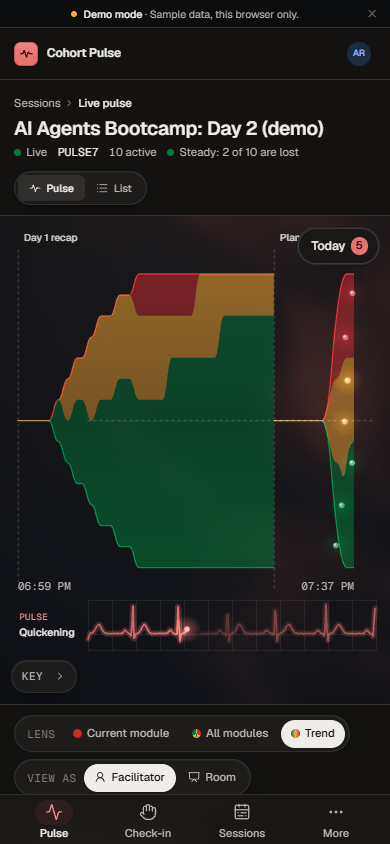 Demo mode · Sample data, this browser only.
Cohort Pulse
AR
Sessions > Live pulse
AI Agents Bootcamp: Day 2 (demo)
Live PULSE7 10 active Steady: 2 of 10 are lost
Pulse List
Day 1 recap
Today 5
06:59 PM 07:37 PM
PULSE
Quickening
KEY
LENS Current module All modules Trend
VIEW AS Facilitator Room
Pulse Check-in Sessions More